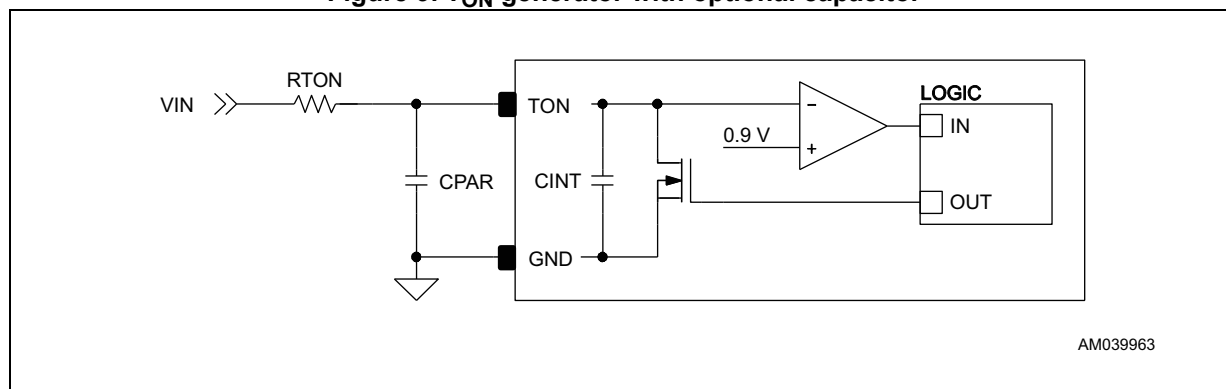 RTON
VIN
TON
LOGIC
IN
0.9 V
CPAR
CINT
OUT
GND
AM039963